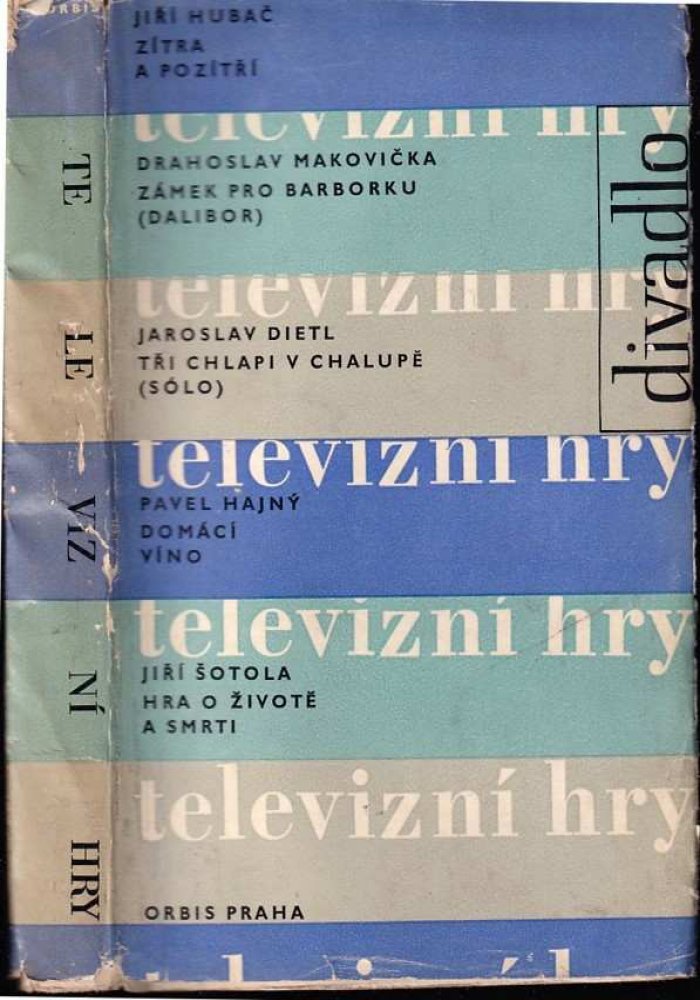 ORBIS
TE
LE
VIZ
NÍ
HRY
JIŘÍ HUBAČ
ZÍTRA
A POZÍTŘÍ
televizní hry
DRAHOSLAV MAKOVIČKA
ZÁMEK PRO BARBORKU
(DALIBOR)
divadlo
televizní hry
JAROSLAV DIETL
TŘI CHLAPI V CHALUPĚ
(SÓLO)
televizní hry
PAVEL HAJNÝ
DOMÁCÍ
VÍNO
televizní hry
JIŘÍ ŠOTOLA
HRA O ŽIVOTĚ
A SMRTI
televizní hry
ORBIS PRAHA
televizní h